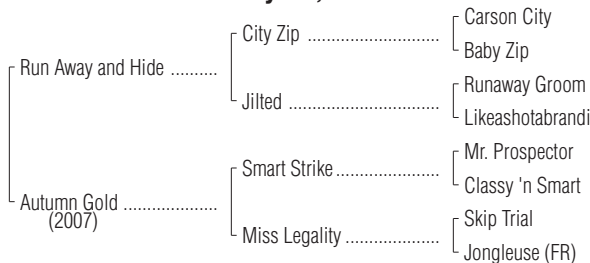 Carson City
City Zip ..............................
Baby Zip
Run Away and Hide ..........
Runaway Groom
Jilted ..................................
Likeashotabrandi
Mr. Prospector
Smart Strike .......................
Classy 'n Smart
Autumn Gold ....................
(2007)
Skip Trial
Miss Legality .....................
Jongleuse (FR)